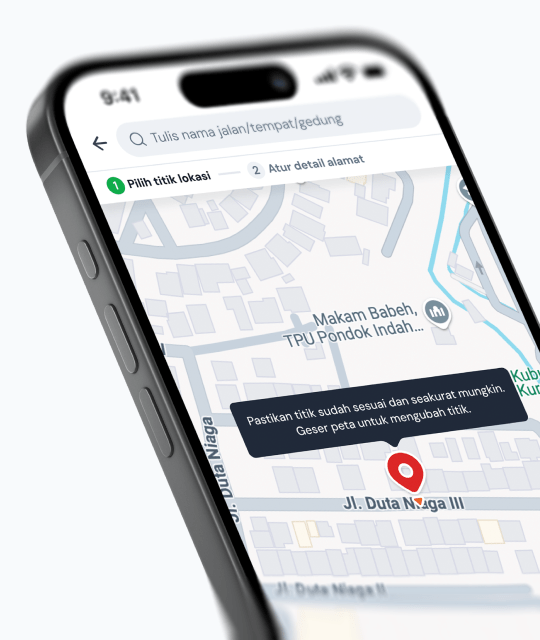 9:41
Tulis nama jalan/tempat/gedung
1 Pilih titik lokasi
2 Atur detail alamat
Makam Babeh,
TPU Pondok Indah...
Kubu
Kun
Pastikan titik sudah sesuai dan seakurat mungkin.
Geser peta untuk mengubah titik.
Jl. Duta Niaga
Jl. Duta Niaga III
Jl. Duta Niaga II